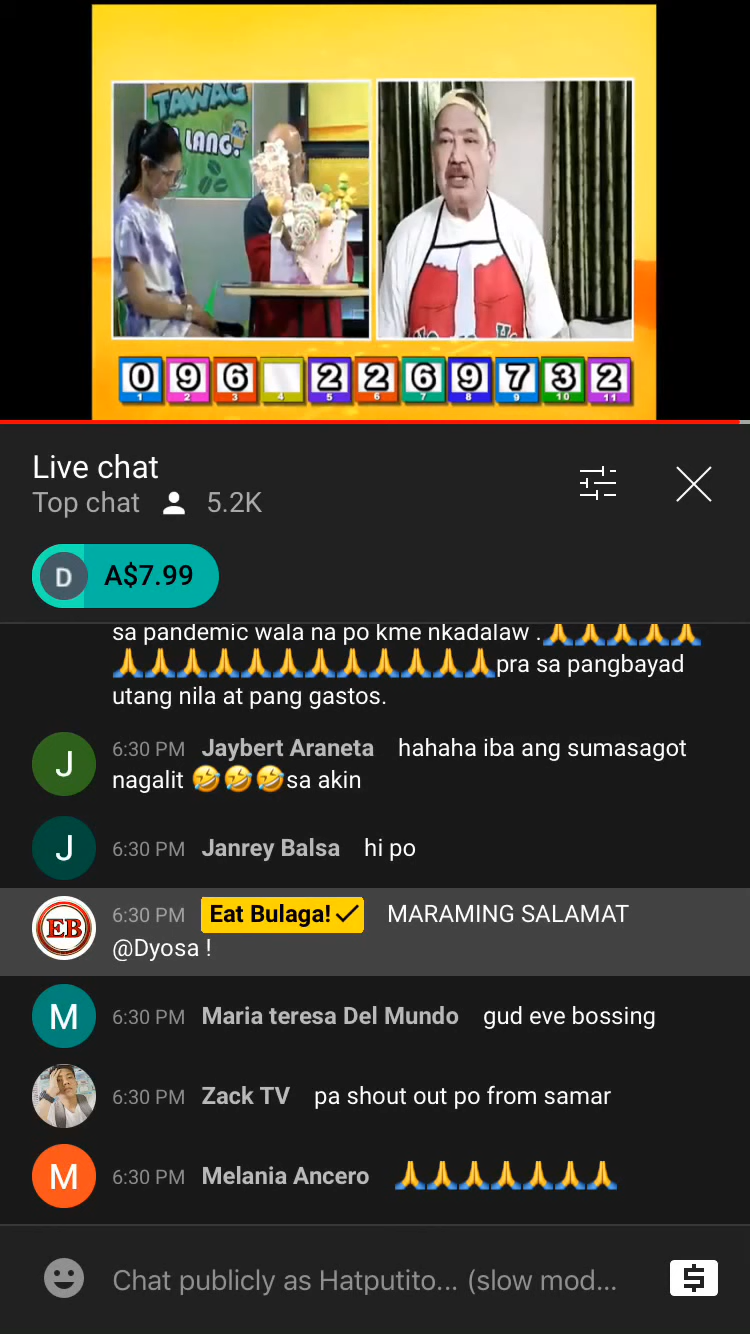 TAWAG
LANG!
0 9 6 2 2 6 9 7 3 2
1 2 3 4 5 6 7 8 9 10 11
Live chat
Top chat 5.2K
D A$7.99
sa pandemic wala na po kme nkadalaw .🙏🙏🙏🙏🙏
🙏🙏🙏🙏🙏🙏🙏🙏🙏🙏🙏🙏pra sa pangbayad
utang nila at pang gastos.
J 6:30 PM Jaybert Araneta hahaha iba ang sumasagot
nagalit 🤣🤣🤣sa akin
J 6:30 PM Janrey Balsa hi po
EB 6:30 PM Eat Bulaga! MARAMING SALAMAT
@Dyosa !
M 6:30 PM Maria teresa Del Mundo gud eve bossing
6:30 PM Zack TV pa shout out po from samar
M 6:30 PM Melania Ancero 🙏🙏🙏🙏🙏🙏🙏
Chat publicly as Hatputito... (slow mod...
$